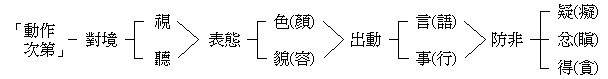 「動作次第」
對境
視
聽
表態
色(顏)
貌(容)
出動
言(語)
事(行)
防非
疑(癡)
忿(瞋)
得(貪)